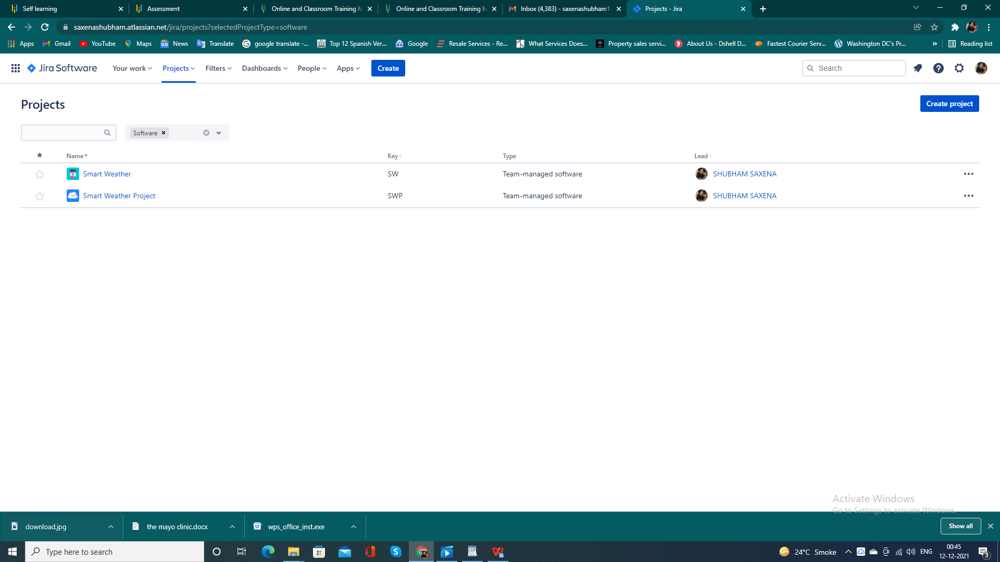 Self learning
Assessment
Online and Classroom Training fo
Online and Classroom Training fo
Inbox (4,383) - saxenashubham17
Projects - Jira
saxenashubham.atlassian.net/jira/projects?selectedProjectType=software
Apps
Gmail
YouTube
Maps
News
Translate
google translate -...
Top 12 Spanish Ver...
Google
Resale Services - Re...
What Services Does...
Property sales servi...
About Us - Dshell D...
Fastest Courier Serv...
Washington DC's Pr...
»
Reading list
Jira Software
Your work
Projects
Filters
Dashboards
People
Apps
Create
Search
Projects
Create project
Software
Name
Key
Type
Lead
Smart Weather
SW
Team-managed software
SHUBHAM SAXENA
Smart Weather Project
SWP
Team-managed software
SHUBHAM SAXENA
Activate Windows
Go to Settings to activate Windows.
download.jpg
the mayo clinic.docx
wps_office_inst.exe
Show all
Type here to search
24°C Smoke
ENG
00:45
12-12-2021
3